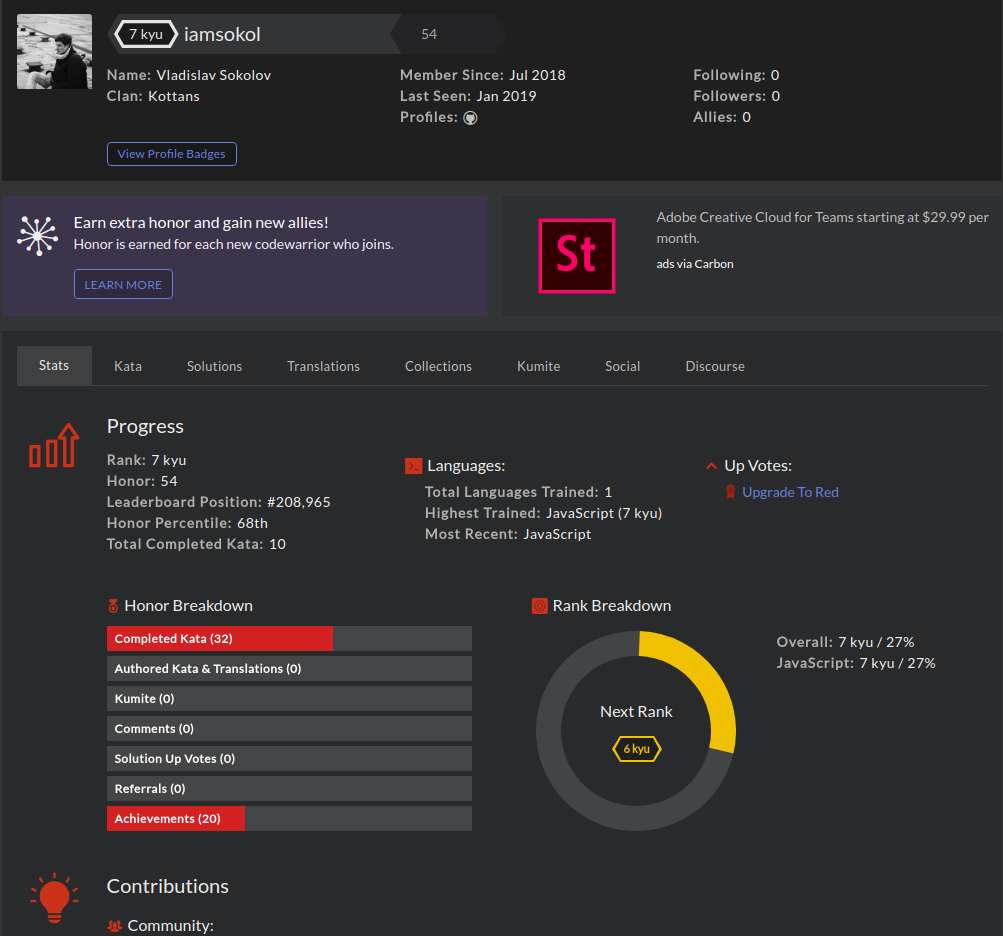 7 kyu iamsokol 54
Name: Vladislav Sokolov
Clan: Kottans
Member Since: Jul 2018
Last Seen: Jan 2019
Profiles:
Following: 0
Followers: 0
Allies: 0
View Profile Badges
Earn extra honor and gain new allies!
Honor is earned for each new codewarrior who joins.
LEARN MORE
St
Adobe Creative Cloud for Teams starting at $29.99 per
month.
ads via Carbon
Stats Kata Solutions Translations Collections Kumite Social Discourse
Progress
Rank: 7 kyu
Honor: 54
Leaderboard Position: #208,965
Honor Percentile: 68th
Total Completed Kata: 10
Languages:
Total Languages Trained: 1
Highest Trained: JavaScript (7 kyu)
Most Recent: JavaScript
Up Votes:
Upgrade To Red
Honor Breakdown
Completed Kata (32)
Authored Kata & Translations (0)
Kumite (0)
Comments (0)
Solution Up Votes (0)
Referrals (0)
Achievements (20)
Rank Breakdown
Next Rank
6 kyu
Overall: 7 kyu / 27%
JavaScript: 7 kyu / 27%
Contributions
Community: